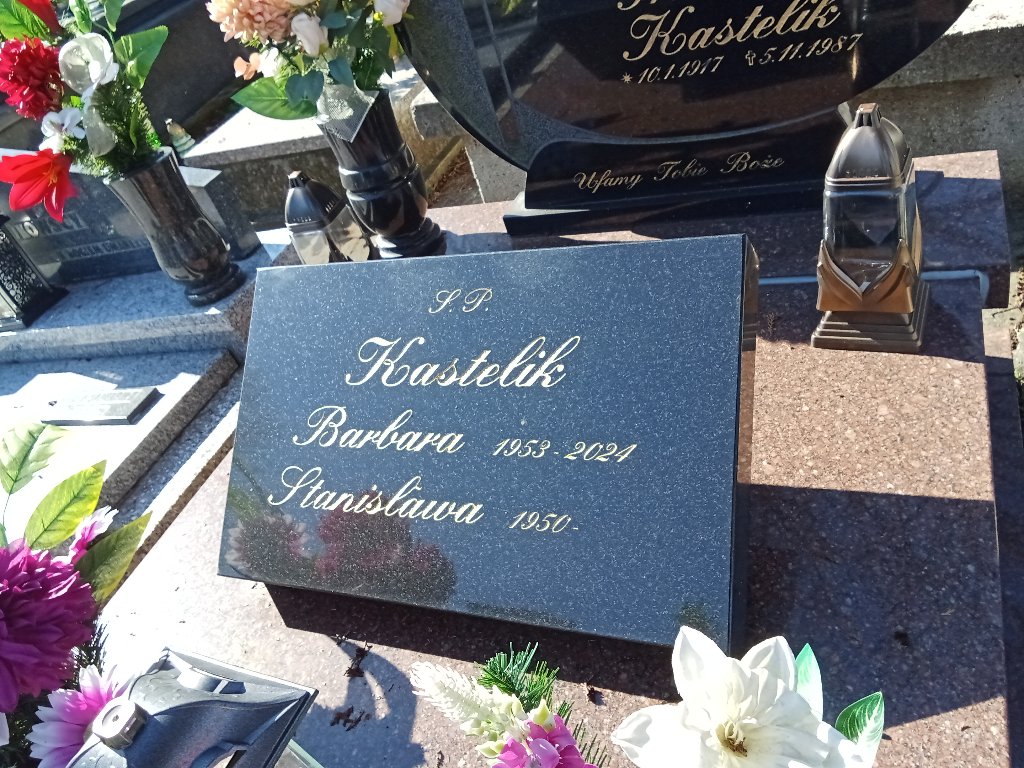 Kastelik
*10.1.1917 ✝5.11.1987
Ufamy Tobie Boże
Ś.P.
Kastelik
Barbara 1953-2024
Stanisława 1950-